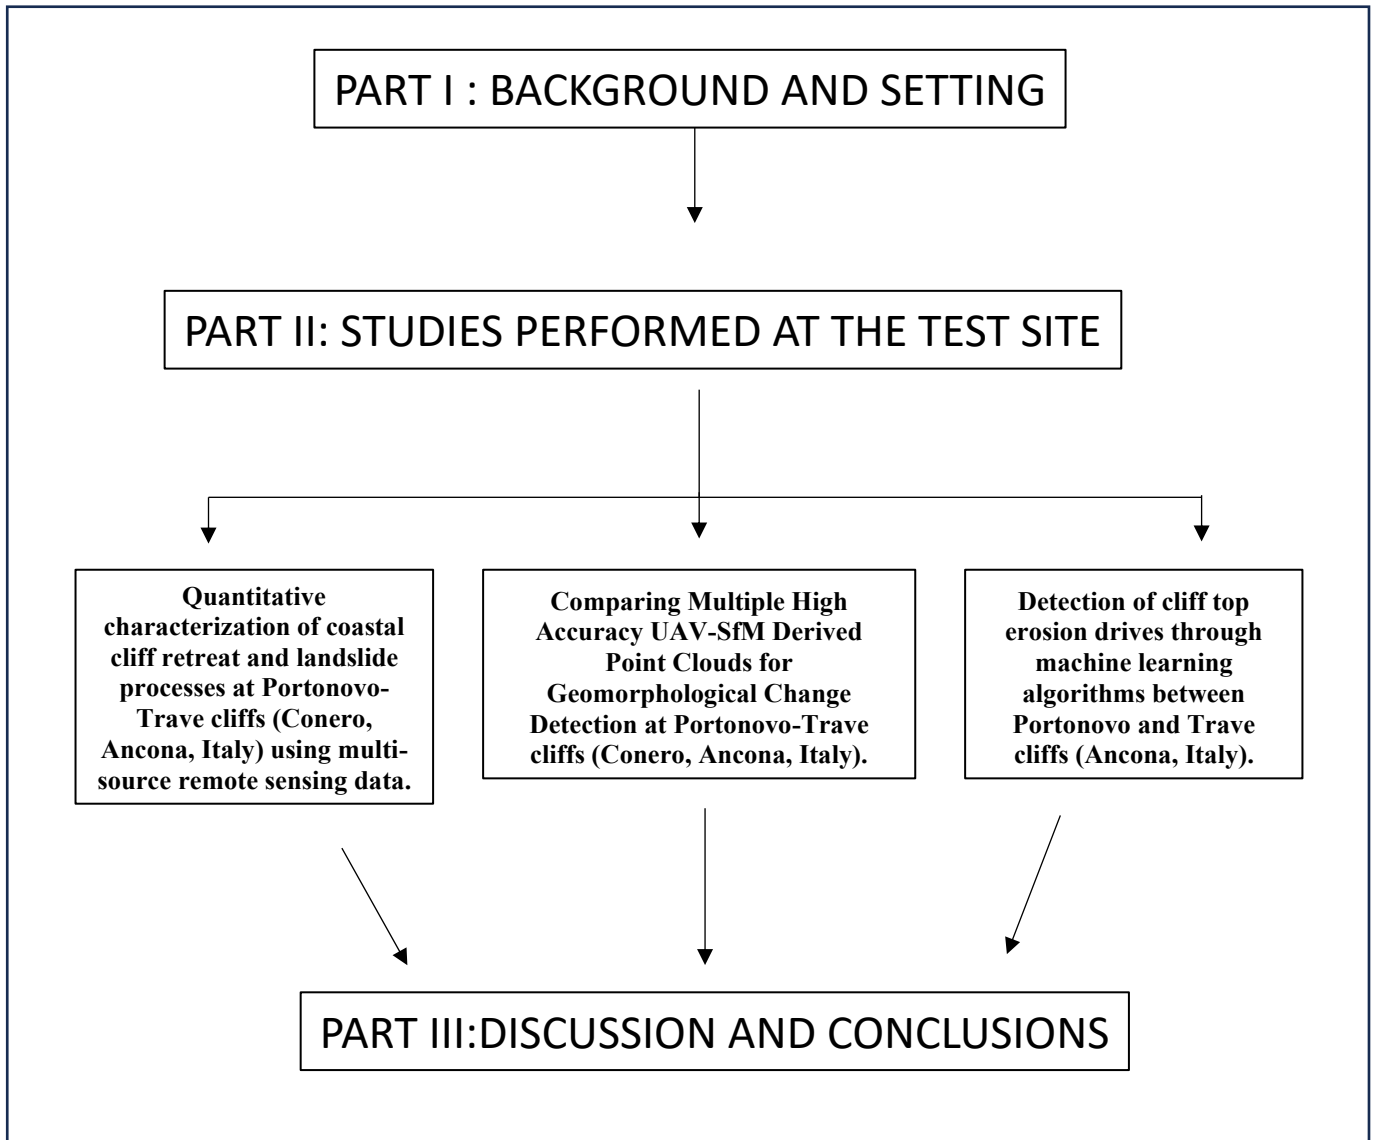 PART I : BACKGROUND AND SETTING
PART II: STUDIES PERFORMED AT THE TEST SITE
Quantitative
characterization of coastal
cliff retreat and landslide
processes at Portonovo-
Trave cliffs (Conero,
Ancona, Italy) using multi-
source remote sensing data.
Comparing Multiple High
Accuracy UAV-SfM Derived
Point Clouds for
Geomorphological Change
Detection at Portonovo-Trave
cliffs (Conero, Ancona, Italy).
Detection of cliff top
erosion drives through
machine learning
algorithms between
Portonovo and Trave
cliffs (Ancona, Italy).
PART III:DISCUSSION AND CONCLUSIONS